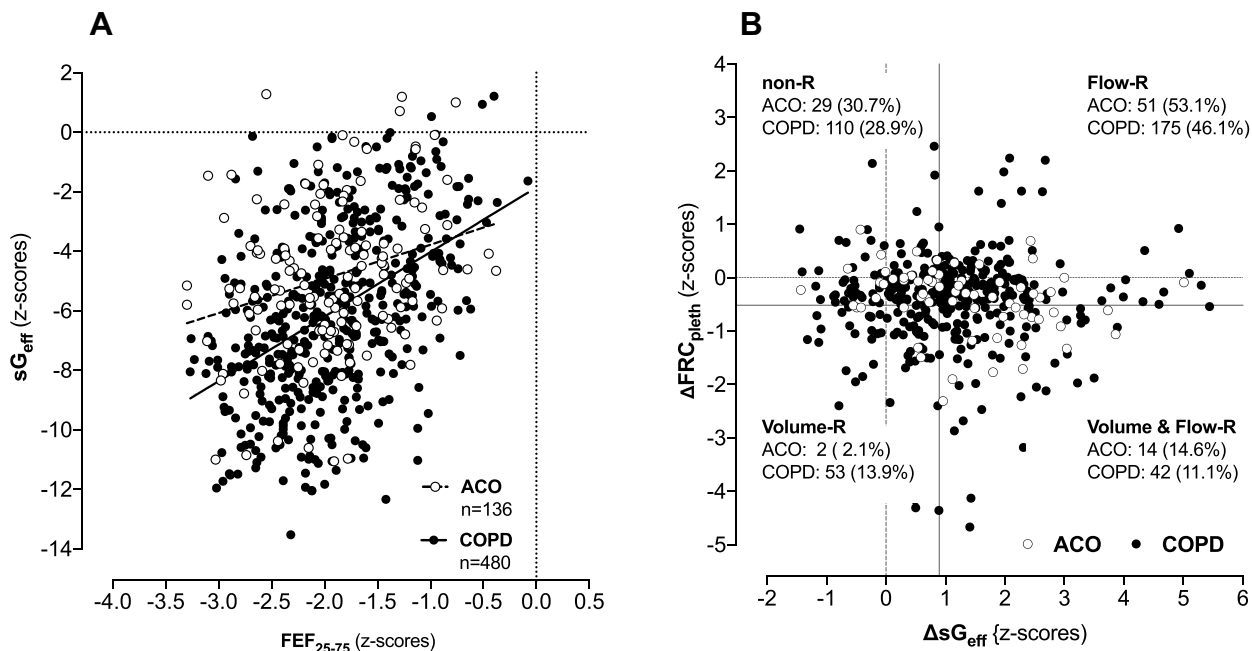 A
2
0
-2
-4
-6
-8
-10
-12
-14
sGeff (z-scores)
ACO
n=136
COPD
n=480
-4.0 -3.5 -3.0 -2.5 -2.0 -1.5 -1.0 -0.5 0.0 0.5
FEF25-75 (z-scores)
B
4
3
2
1
0
-1
-2
-3
-4
-5
ΔFRCpleth (z-scores)
non-R
ACO: 29 (30.7%)
COPD: 110 (28.9%)
Flow-R
ACO: 51 (53.1%)
COPD: 175 (46.1%)
Volume-R
ACO: 2 ( 2.1%)
COPD: 53 (13.9%)
Volume & Flow-R
ACO: 14 (14.6%)
COPD: 42 (11.1%)
ACO COPD
-2 -1 0 1 2 3 4 5 6
ΔsGeff {z-scores)